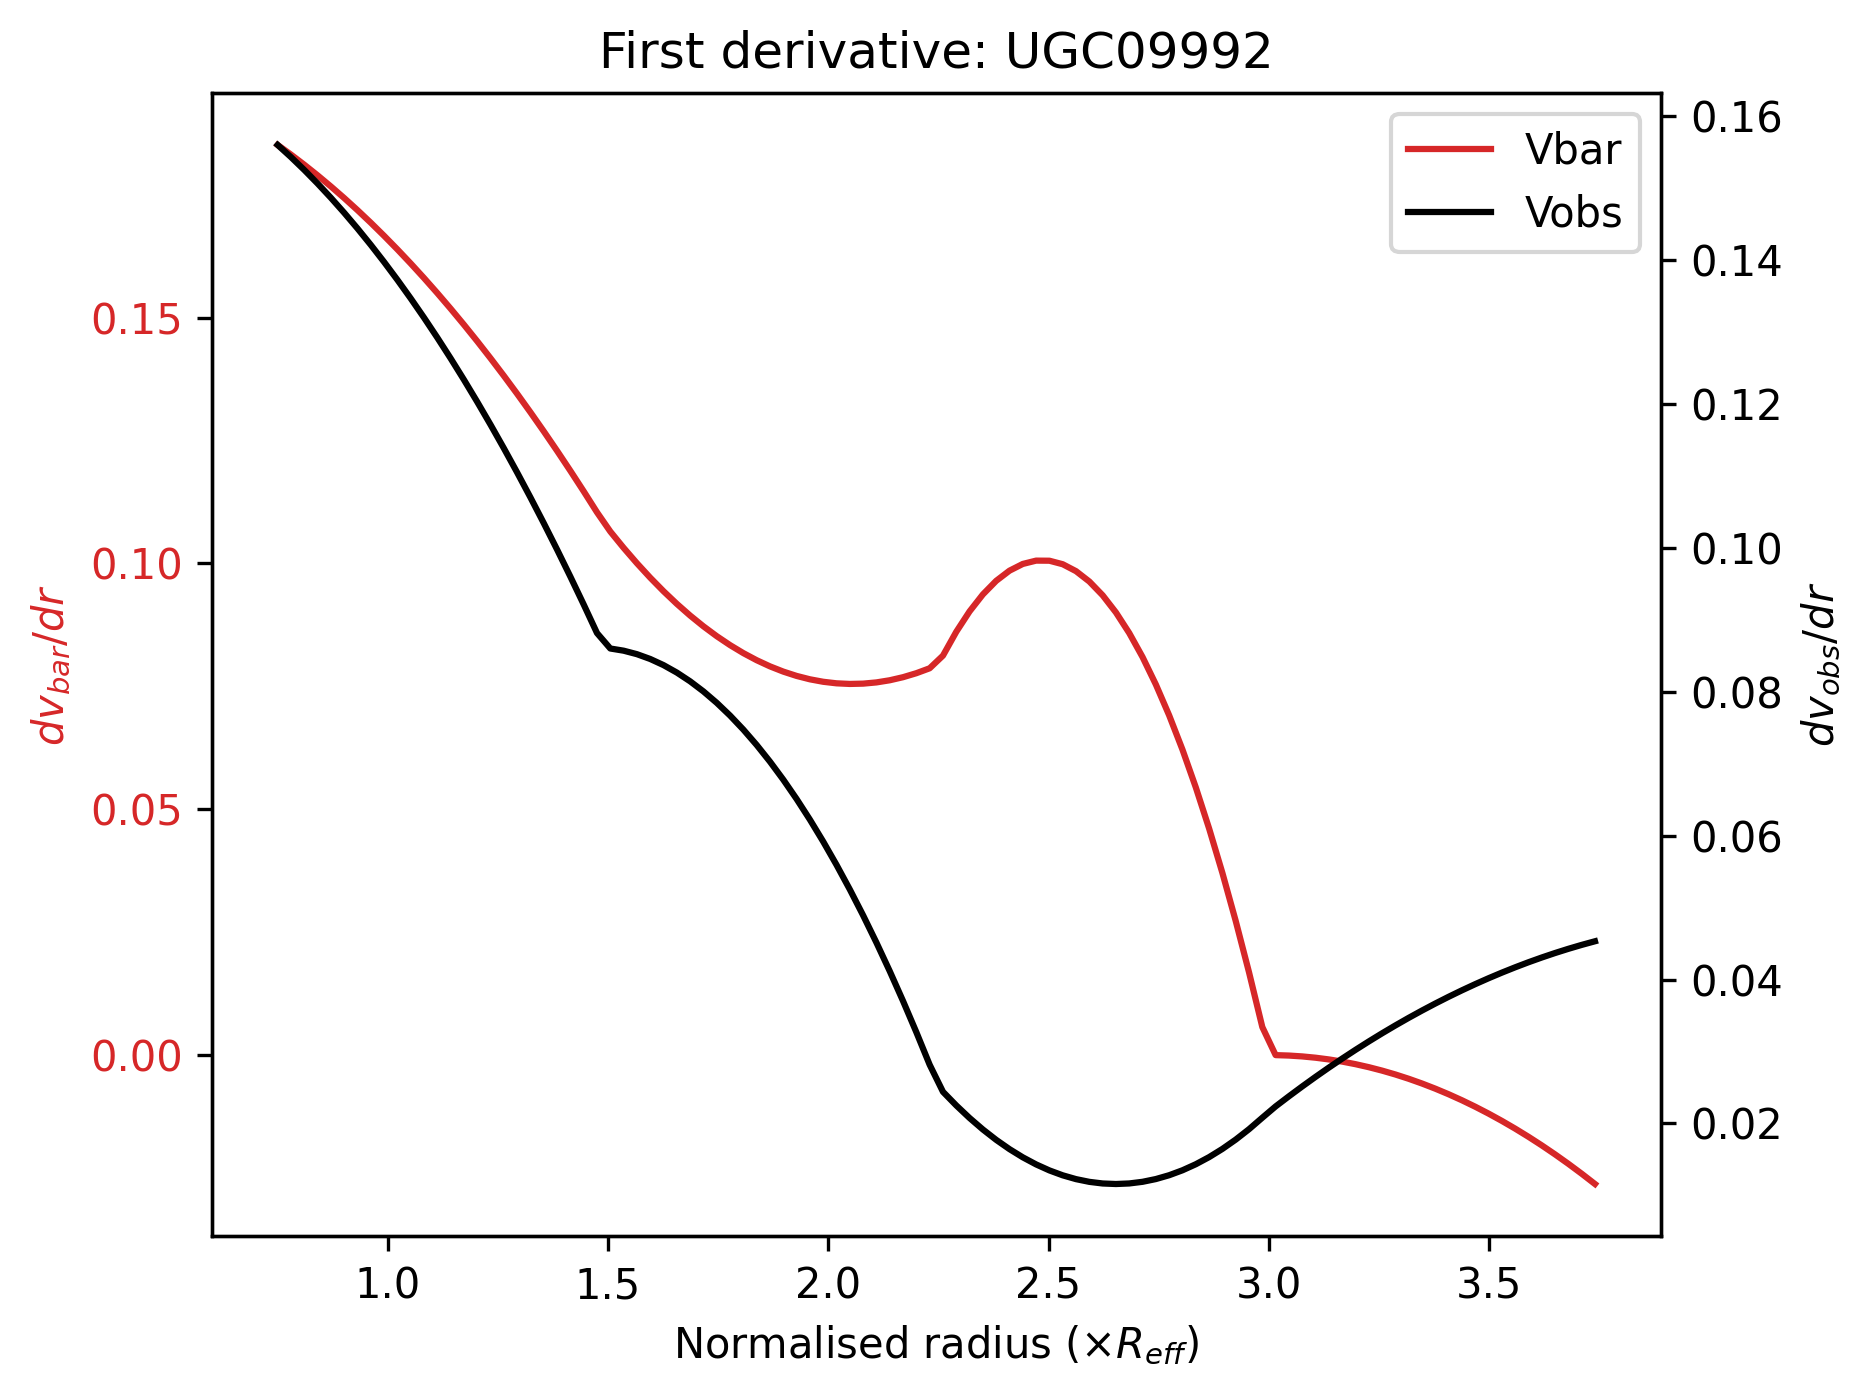 First derivative: UGC09992
Vbar
Vobs
0.15
0.10
0.05
0.00
dv_bar/dr
0.16
0.14
0.12
0.10
0.08
0.06
0.04
0.02
dv_obs/dr
1.0 1.5 2.0 2.5 3.0 3.5
Normalised radius (×R_eff)